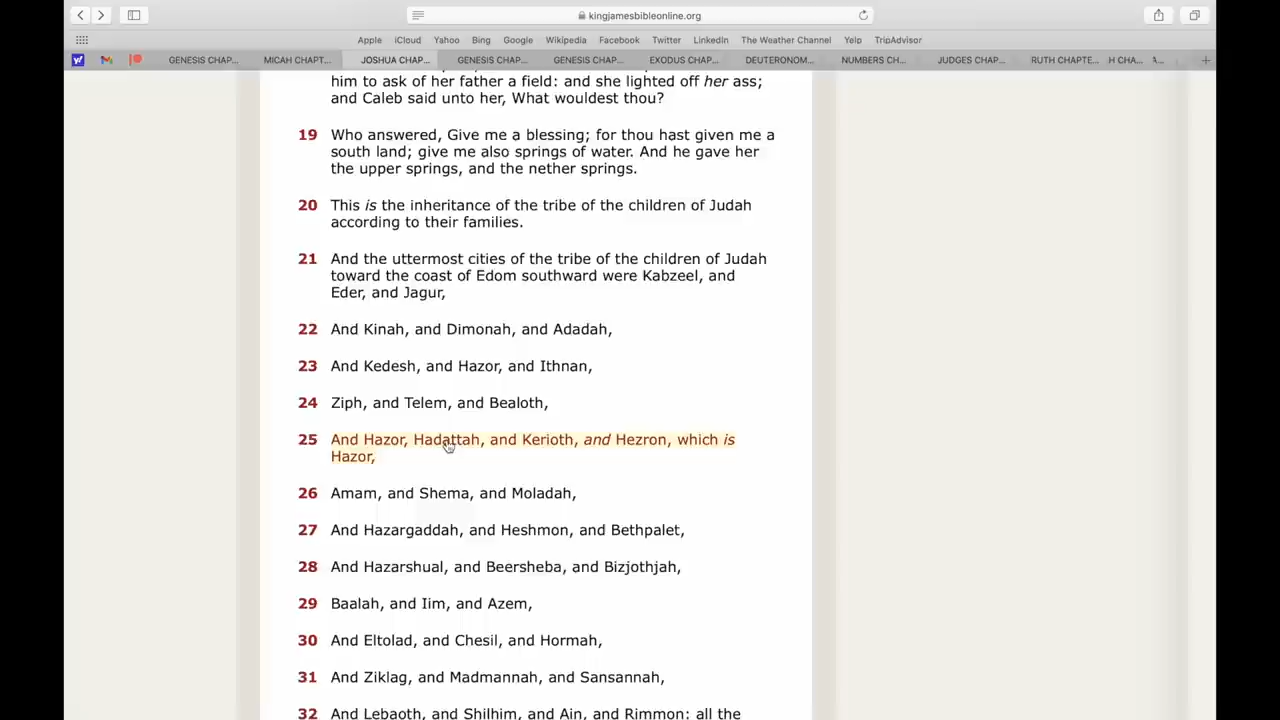 kingjamesbibleonline.org
Apple iCloud Yahoo Bing Google Wikipedia Facebook Twitter LinkedIn The Weather Channel Yelp TripAdvisor
GENESIS CHAP... MICAH CHAPT... JOSHUA CHAP... GENESIS CHAP... GENESIS CHAP... EXODUS CHAP... DEUTERONOM... NUMBERS CH... JUDGES CHAP... RUTH CHAPTE... H CHA... A...
him to ask of her father a field: and she lighted off her ass;
and Caleb said unto her, What wouldest thou?
19 Who answered, Give me a blessing; for thou hast given me a
south land; give me also springs of water. And he gave her
the upper springs, and the nether springs.
20 This is the inheritance of the tribe of the children of Judah
according to their families.
21 And the uttermost cities of the tribe of the children of Judah
toward the coast of Edom southward were Kabzeel, and
Eder, and Jagur,
22 And Kinah, and Dimonah, and Adadah,
23 And Kedesh, and Hazor, and Ithnan,
24 Ziph, and Telem, and Bealoth,
25 And Hazor, Hadattah, and Kerioth, and Hezron, which is
Hazor,
26 Amam, and Shema, and Moladah,
27 And Hazargaddah, and Heshmon, and Bethpalet,
28 And Hazarshual, and Beersheba, and Bizjothjah,
29 Baalah, and Iim, and Azem,
30 And Eltolad, and Chesil, and Hormah,
31 And Ziklag, and Madmannah, and Sansannah,
32 And Lebaoth, and Shilhim, and Ain, and Rimmon: all the